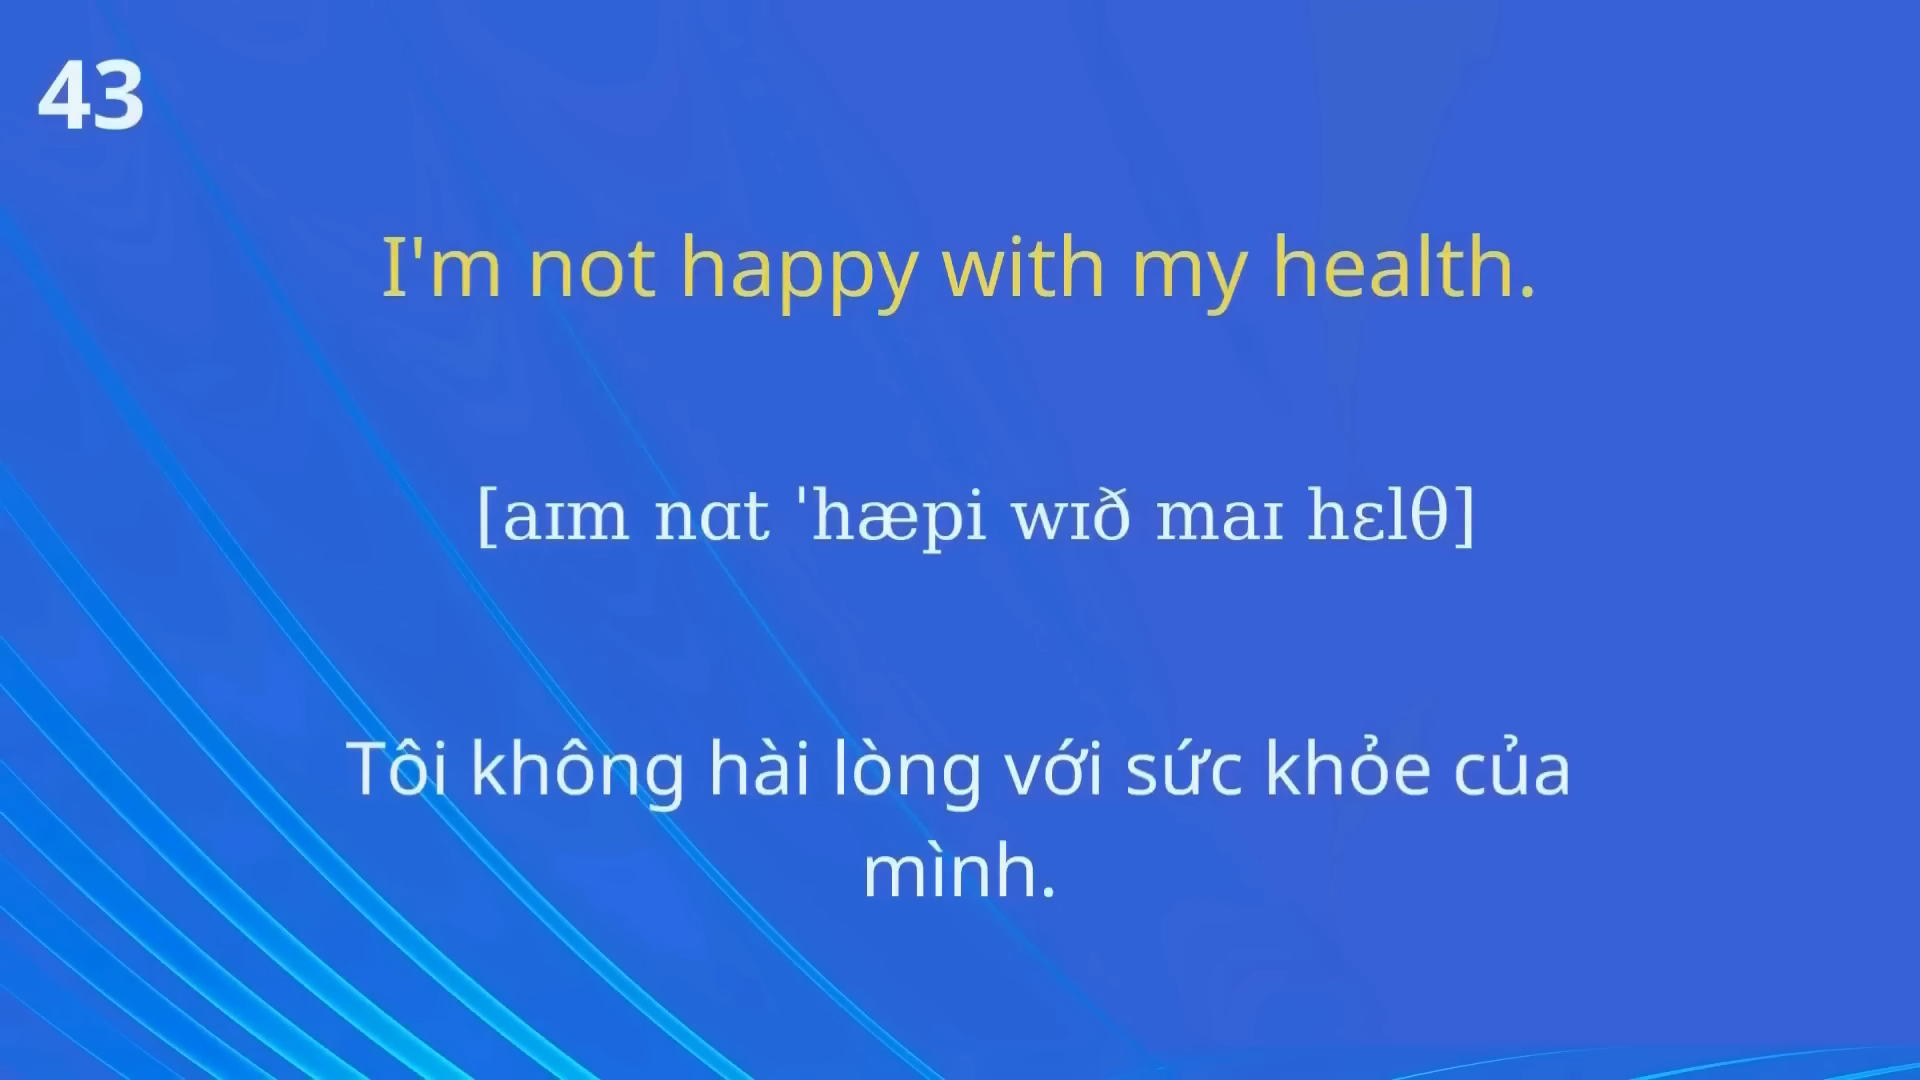 43
I'm not happy with my health.
[aɪm nɑt ˈhæpi wɪð maɪ hɛlθ]
Tôi không hài lòng với sức khỏe của
mình.